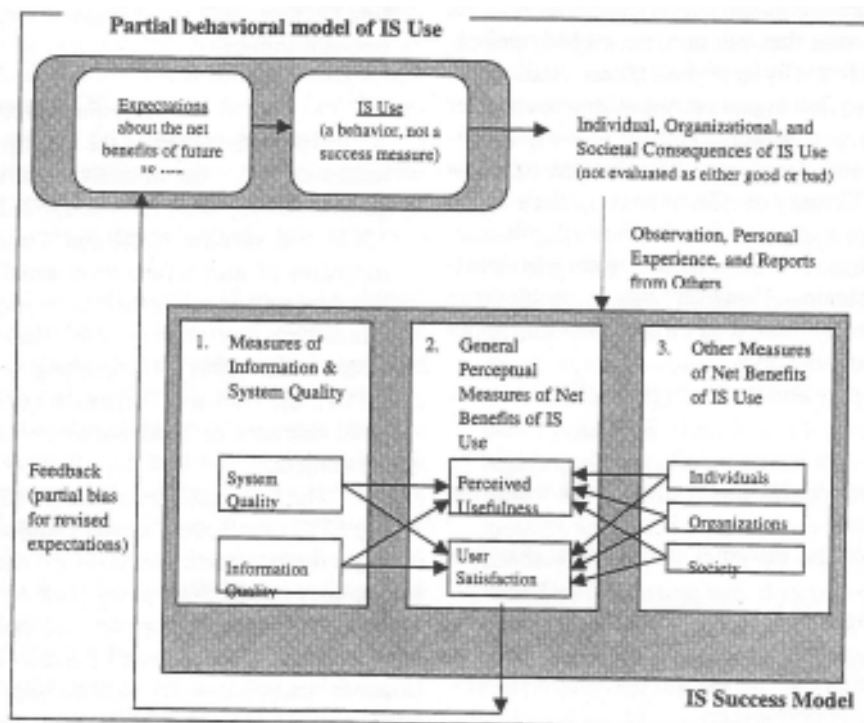 Partial behavioral model of IS Use
Expectations
about the net
benefits of future
IS Use
(a behavior, not a
success measure)
Individual, Organizational, and
Societal Consequences of IS Use
(not evaluated as either good or bad)
Observation, Personal
Experience, and Reports
from Others
1. Measures of
Information &
System Quality
2. General
Perceptual
Measures of Net
Benefits of IS
Use
3. Other Measures
of Net Benefits
of IS Use
Feedback
(partial bias
for revised
expectations)
System
Quality
Information
Quality
Perceived
Usefulness
User
Satisfaction
Individuals
Organizations
Society
IS Success Model